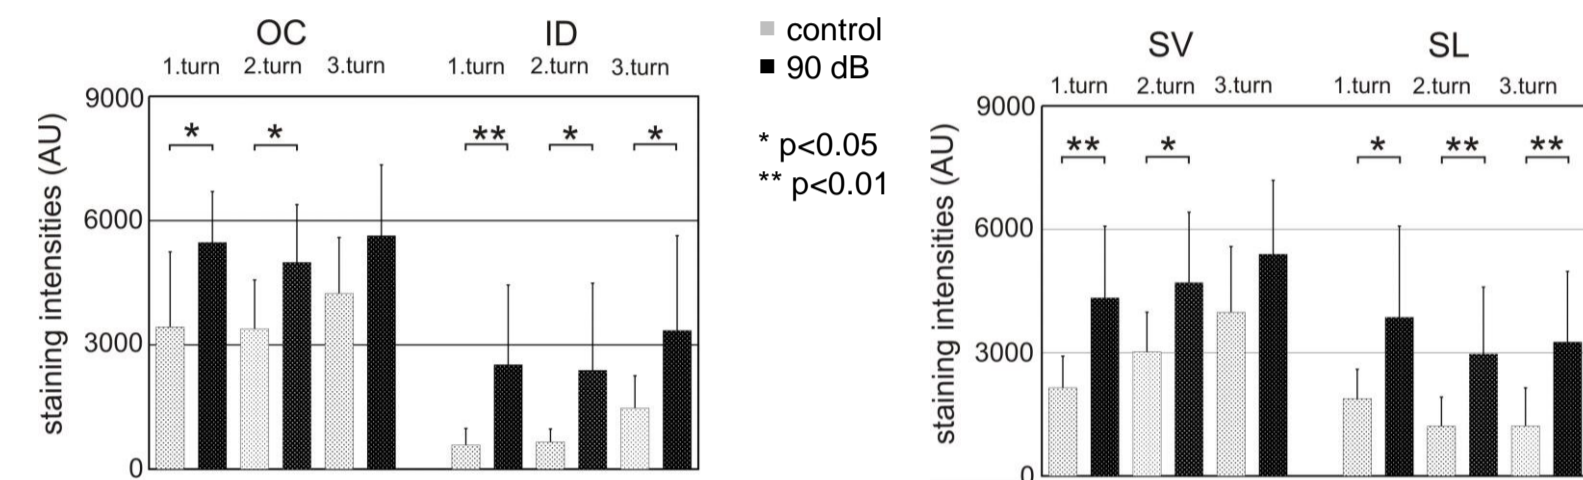 OC ID
1.turn 2.turn 3.turn 1.turn 2.turn 3.turn
staining intensities (AU)
9000
6000
3000
0
* * ** * *
control
90 dB
* p<0.05
** p<0.01
SV SL
1.turn 2.turn 3.turn 1.turn 2.turn 3.turn
staining intensities (AU)
9000
6000
3000
0
** * * ** **